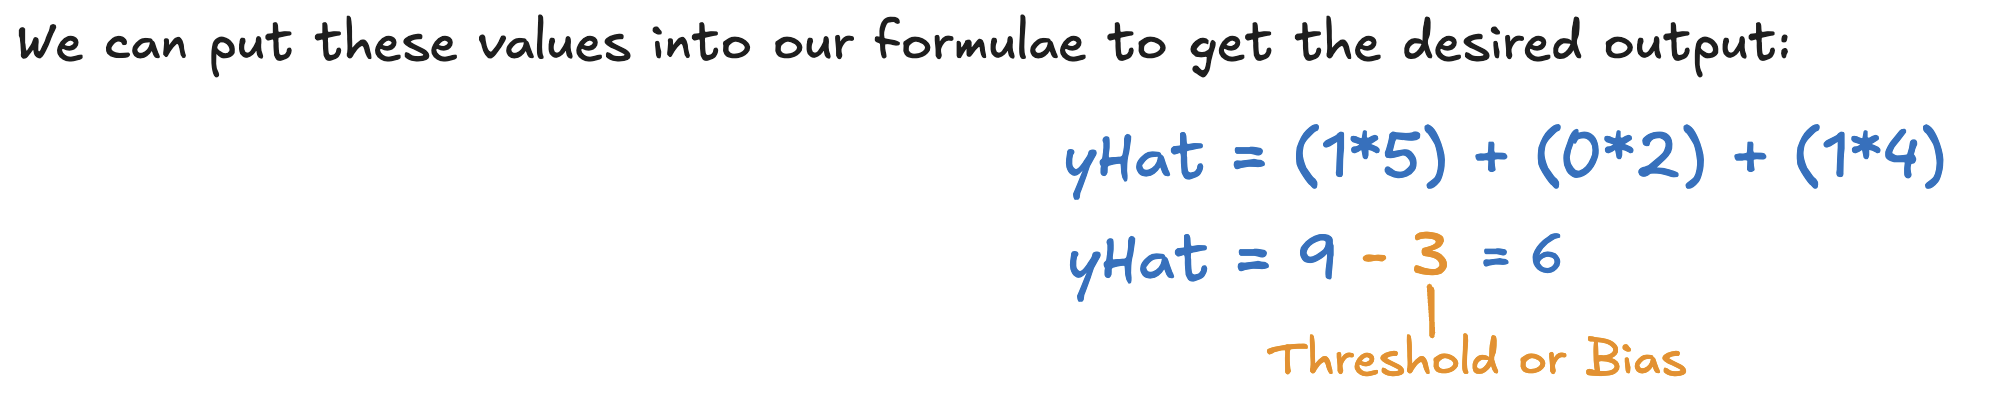 We can put these values into our formulae to get the desired output:
yHat = (1*5) + (0*2) + (1*4)
yHat = 9 - 3 = 6
Threshold or Bias